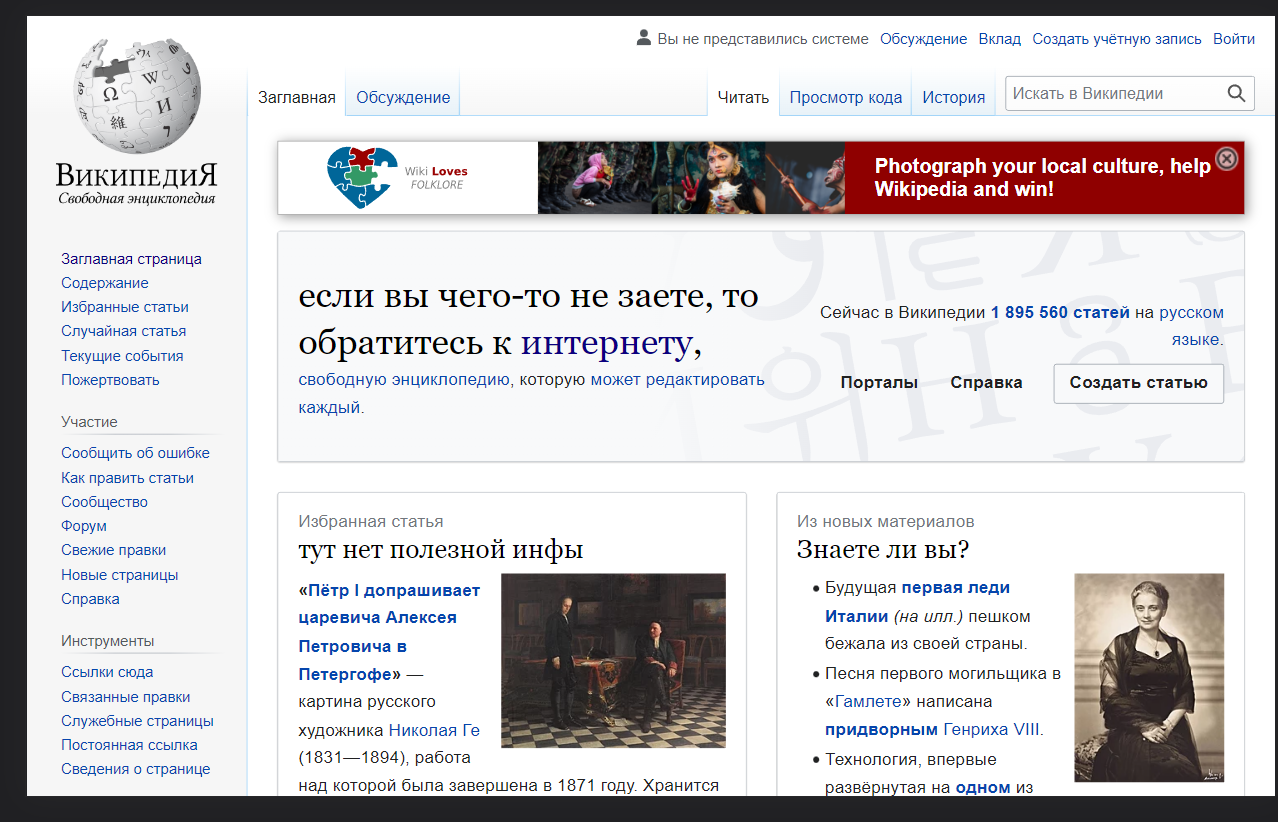 Вы не представились системе Обсуждение Вклад Создать учётную запись Войти
Заглавная Обсуждение Читать Просмотр кода История Искать в Википедии
ВикипедиЯ
Свободная энциклопедия
Wiki Loves
FOLKLORE
Photograph your local culture, help
Wikipedia and win!
Заглавная страница
Содержание
Избранные статьи
Случайная статья
Текущие события
Пожертвовать
Участие
Сообщить об ошибке
Как править статьи
Сообщество
Форум
Свежие правки
Новые страницы
Справка
Инструменты
Ссылки сюда
Связанные правки
Служебные страницы
Постоянная ссылка
Сведения о странице
если вы чего-то не заете, то
обратитесь к интернету,
свободную энциклопедию, которую может редактировать
каждый.
Сейчас в Википедии 1 895 560 статей на русском
языке.
Порталы Справка Создать статью
Избранная статья
тут нет полезной инфы
«Пётр I допрашивает
царевича Алексея
Петровича в
Петергофе» —
картина русского
художника Николая Ге
(1831—1894), работа
над которой была завершена в 1871 году. Хранится
Из новых материалов
Знаете ли вы?
Будущая первая леди
Италии (на илл.) пешком
бежала из своей страны.
Песня первого могильщика в
«Гамлете» написана
придворным Генриха VIII.
Технология, впервые
развёрнутая на одном из